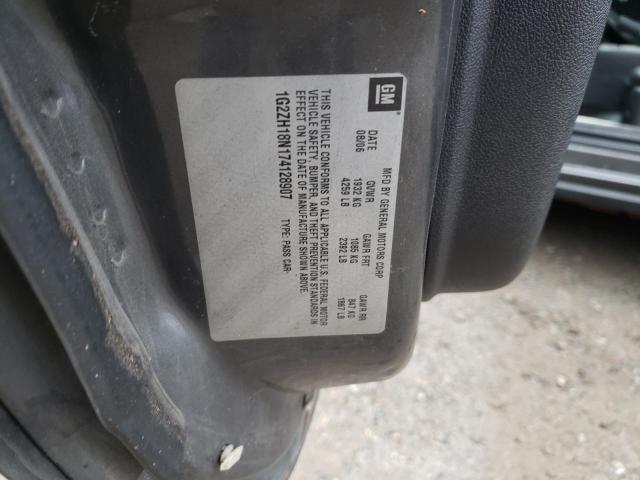 GM
MFD BY GENERAL MOTORS CORP
DATE GVWR GAWR FRT GAWR RR
08/06 1932 KG 1085 KG 847 KG
4259 LB 2392 LB 1867 LB
THIS VEHICLE CONFORMS TO ALL APPLICABLE U.S. FEDERAL MOTOR
VEHICLE SAFETY, BUMPER, AND THEFT PREVENTION STANDARDS IN
EFFECT ON THE DATE OF MANUFACTURE SHOWN ABOVE.
1G2ZH18N174128907 TYPE: PASS CAR